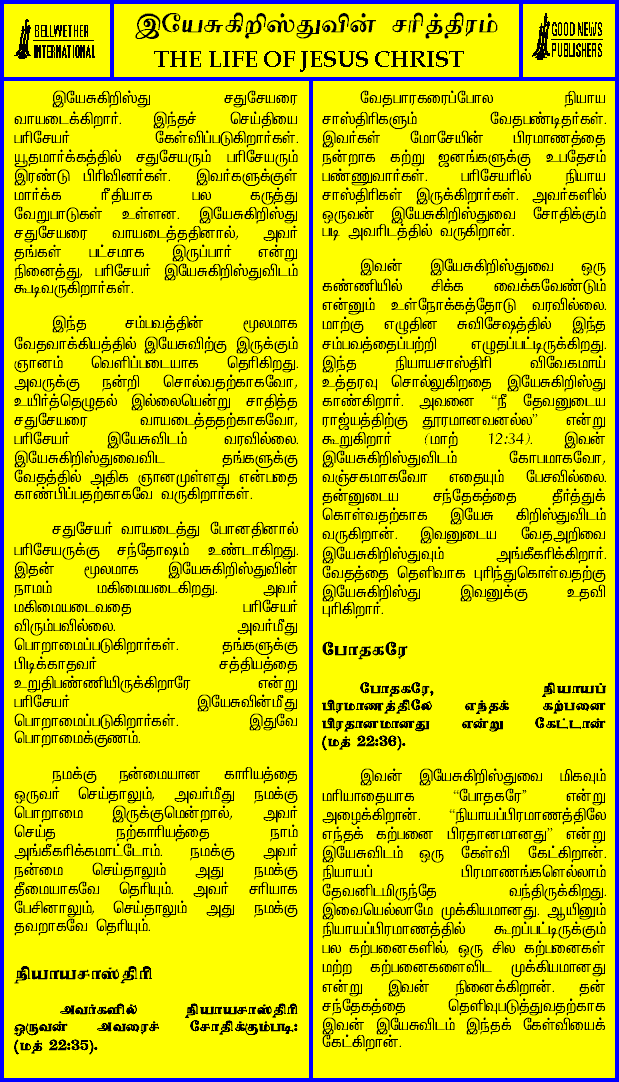 BELLWETHER
INTERNATIONAL
இயேசுகிறிஸ்துவின் சரித்திரம்
THE LIFE OF JESUS CHRIST
GOOD NEWS
PUBLISHERS
இயேசுகிறிஸ்து சதுசேயரை
வாயடைக்கிறார். இந்தச் செய்தியை
பரிசேயர் கேள்விப்படுகிறார்கள்.
யூதமார்க்கத்தில் சதுசேயரும் பரிசேயரும்
இரண்டு பிரிவினர்கள். இவர்களுக்குள்
மார்க்க ரீதியாக பல கருத்து
வேறுபாடுகள் உள்ளன. இயேசுகிறிஸ்து
சதுசேயரை வாயடைத்ததினால், அவர்
தங்கள் பட்சமாக இருப்பார் என்று
நினைத்து, பரிசேயர் இயேசுகிறிஸ்துவிடம்
கூடிவருகிறார்கள்.
இந்த சம்பவத்தின் மூலமாக
வேதவாக்கியத்தில் இயேசுவிற்கு இருக்கும்
ஞானம் வெளிப்படையாக தெரிகிறது.
அவருக்கு நன்றி சொல்வதற்காகவோ,
உயிர்த்தெழுதல் இல்லையென்று சாதித்த
சதுசேயரை வாயடைத்ததற்காகவோ,
பரிசேயர் இயேசுவிடம் வரவில்லை.
இயேசுகிறிஸ்துவைவிட தங்களுக்கு
வேதத்தில் அதிக ஞானமுள்ளது என்பதை
காண்பிப்பதற்காகவே வருகிறார்கள்.
சதுசேயர் வாயடைத்து போனதினால்
பரிசேயருக்கு சந்தோஷம் உண்டாகிறது.
இதன் மூலமாக இயேசுகிறிஸ்துவின்
நாமம் மகிமையடைகிறது. அவர்
மகிமையடைவதை பரிசேயர்
விரும்பவில்லை. அவர்மீது
பொறாமைப்படுகிறார்கள். தங்களுக்கு
பிடிக்காதவர் சத்தியத்தை
உறுதிபண்ணியிருக்கிறாரே என்று
பரிசேயர் இயேசுவின்மீது
பொறாமைப்படுகிறார்கள். இதுவே
பொறாமைக்குணம்.
நமக்கு நன்மையான காரியத்தை
ஒருவர் செய்தாலும், அவர்மீது நமக்கு
பொறாமை இருக்குமென்றால், அவர்
செய்த நற்காரியத்தை நாம்
அங்கீகரிக்கமாட்டோம். நமக்கு அவர்
நன்மை செய்தாலும் அது நமக்கு
தீமையாகவே தெரியும். அவர் சரியாக
பேசினாலும், செய்தாலும் அது நமக்கு
தவறாகவே தெரியும்.
நியாயசாஸ்திரி
அவர்களில் நியாயசாஸ்திரி
ஒருவன் அவரைச் சோதிக்கும்படி:
(மத் 22:35).
வேதபாரகரைப்போல நியாய
சாஸ்திரிகளும் வேதபண்டிதர்கள்.
இவர்கள் மோசேயின் பிரமாணத்தை
நன்றாக கற்று ஜனங்களுக்கு உபதேசம்
பண்ணுவார்கள். பரிசேயரில் நியாய
சாஸ்திரிகள் இருக்கிறார்கள். அவர்களில்
ஒருவன் இயேசுகிறிஸ்துவை சோதிக்கும்
படி அவரிடத்தில் வருகிறான்.
இவன் இயேசுகிறிஸ்துவை ஒரு
கண்ணியில் சிக்க வைக்கவேண்டும்
என்னும் உள்நோக்கத்தோடு வரவில்லை.
மாற்கு எழுதின சுவிசேஷத்தில் இந்த
சம்பவத்தைப்பற்றி எழுதப்பட்டிருக்கிறது.
இந்த நியாயசாஸ்திரி விவேகமாய்
உத்தரவு சொல்லுகிறதை இயேசுகிறிஸ்து
காண்கிறார். அவனை “நீ தேவனுடைய
ராஜ்யத்திற்கு தூரமானவனல்ல” என்று
கூறுகிறார் (மாற் 12:34). இவன்
இயேசுகிறிஸ்துவிடம் கோபமாகவோ,
வஞ்சகமாகவோ எதையும் பேசவில்லை.
தன்னுடைய சந்தேகத்தை தீர்த்துக்
கொள்வதற்காக இயேசு கிறிஸ்துவிடம்
வருகிறான். இவனுடைய வேதஅறிவை
இயேசுகிறிஸ்துவும் அங்கீகரிக்கிறார்.
வேதத்தை தெளிவாக புரிந்துகொள்வதற்கு
இயேசுகிறிஸ்து இவனுக்கு உதவி
புரிகிறார்.
போதகரே
போதகரே, நியாயப்
பிரமாணத்திலே எந்தக் கற்பனை
பிரதானமானது என்று கேட்டான்
(மத் 22:36).
இவன் இயேசுகிறிஸ்துவை மிகவும்
மரியாதையாக “போதகரே” என்று
அழைக்கிறான். “நியாயப்பிரமாணத்திலே
எந்தக் கற்பனை பிரதானமானது” என்று
இயேசுவிடம் ஒரு கேள்வி கேட்கிறான்.
நியாயப் பிரமாணங்களெல்லாம்
தேவனிடமிருந்தே வந்திருக்கிறது.
இவையெல்லாமே முக்கியமானது. ஆயினும்
நியாயப்பிரமாணத்தில் கூறப்பட்டிருக்கும்
பல கற்பனைகளில், ஒரு சில கற்பனைகள்
மற்ற கற்பனைகளைவிட முக்கியமானது
என்று இவன் நினைக்கிறான். தன்
சந்தேகத்தை தெளிவுபடுத்துவதற்காக
இவன் இயேசுவிடம் இந்தக் கேள்வியைக்
கேட்கிறான்.